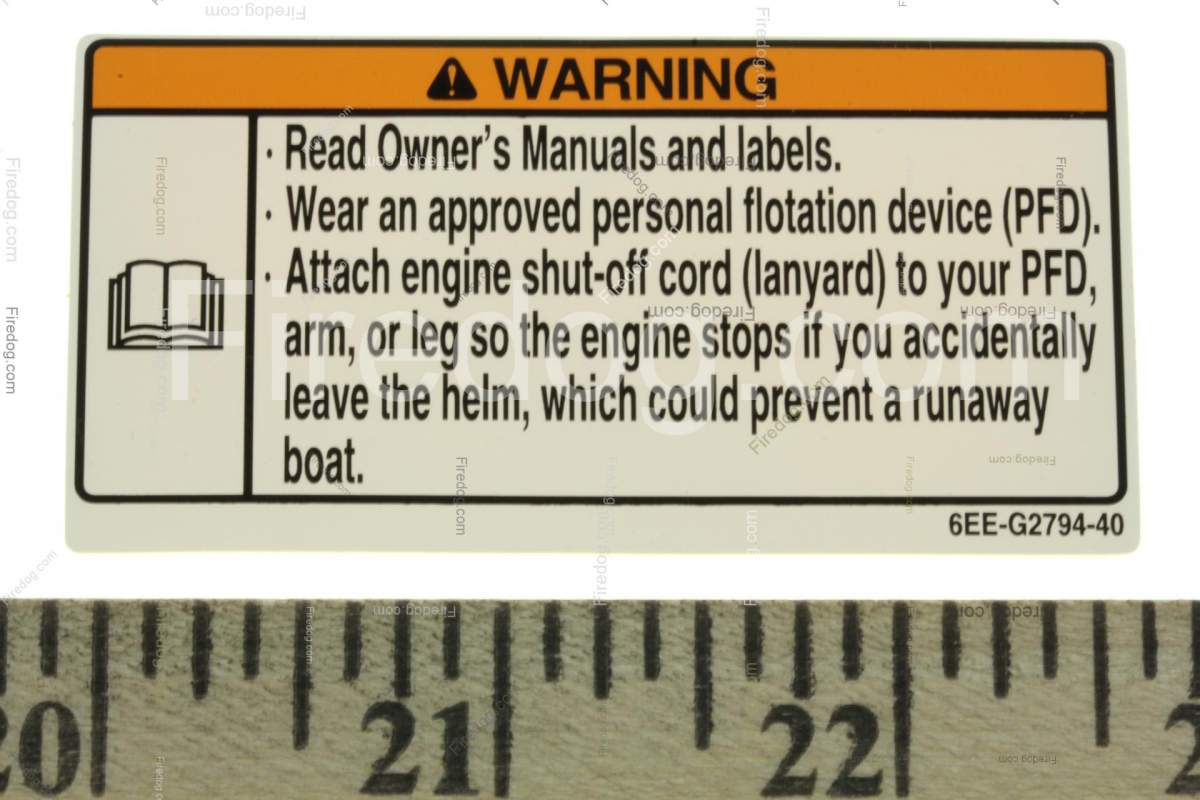 WARNING
· Read Owner's Manuals and labels.
· Wear an approved personal flotation device (PFD).
· Attach engine shut-off cord (lanyard) to your PFD,
arm, or leg so the engine stops if you accidentally
leave the helm, which could prevent a runaway
boat.
6EE-G2794-40
Firedog.com
20 21 22 2